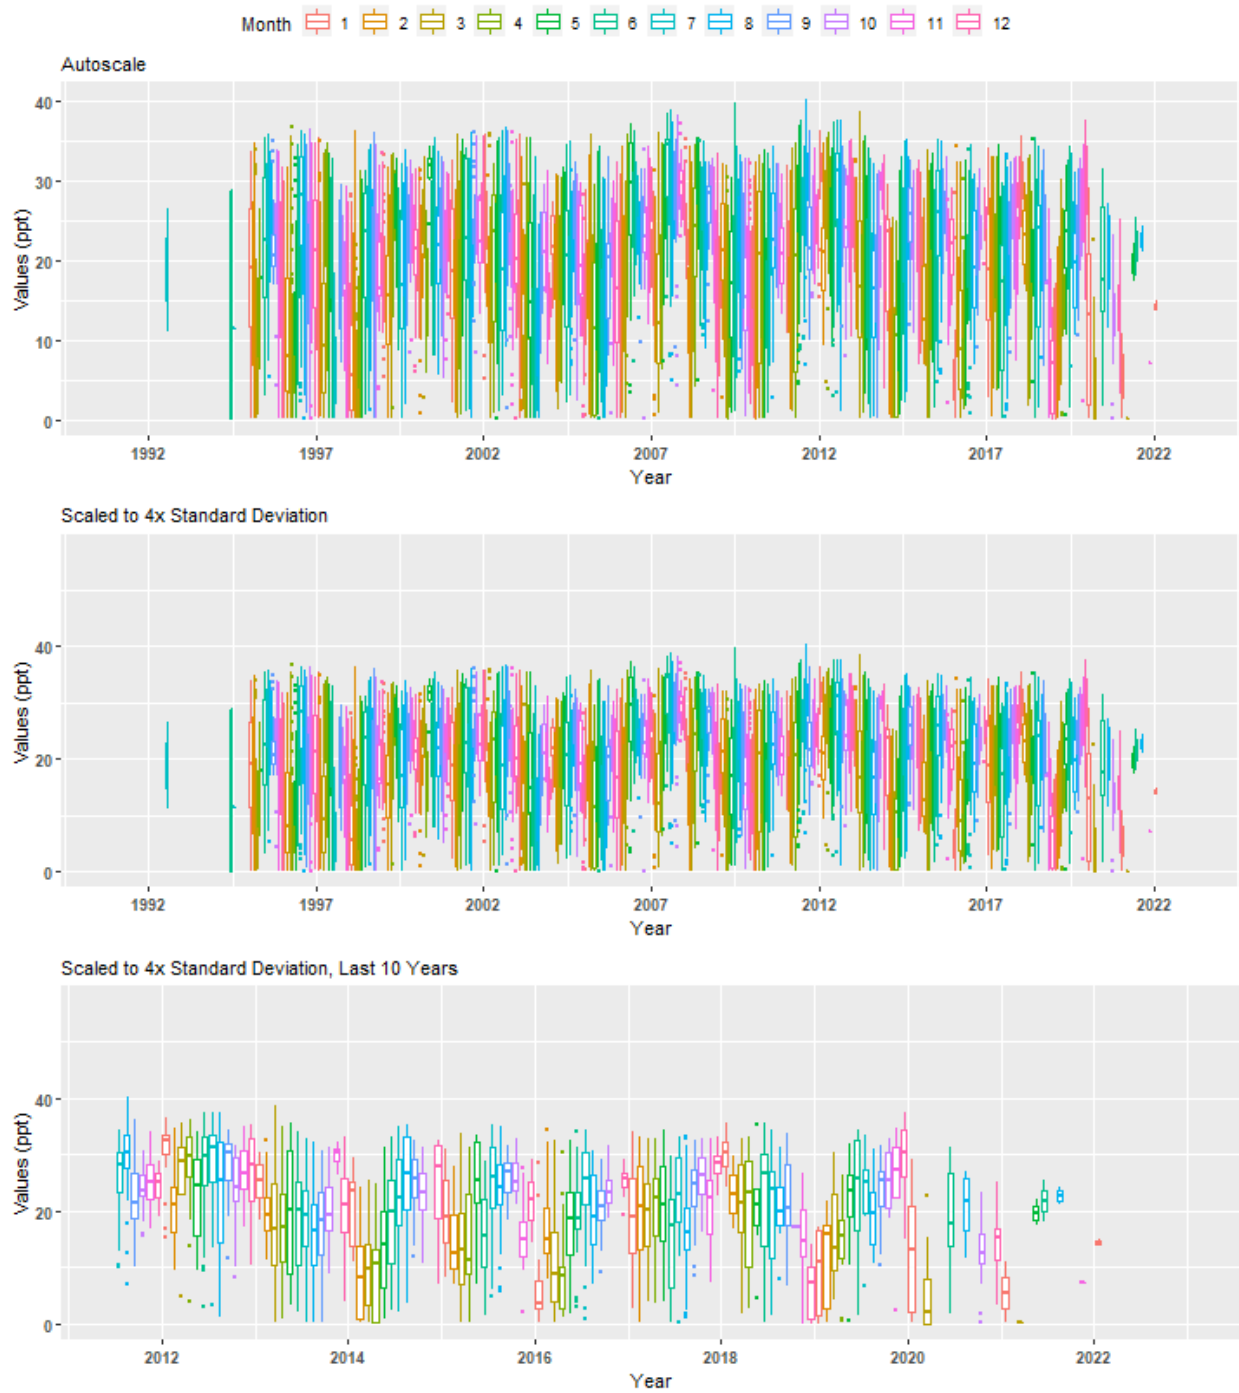 Month 1 2 3 4 5 6 7 8 9 10 11 12
Autoscale
40
30
20
10
0
Values (ppt)
1992 1997 2002 2007 2012 2017 2022
Year
Scaled to 4x Standard Deviation
40
20
0
Values (ppt)
1992 1997 2002 2007 2012 2017 2022
Year
Scaled to 4x Standard Deviation, Last 10 Years
40
20
0
Values (ppt)
2012 2014 2016 2018 2020 2022
Year